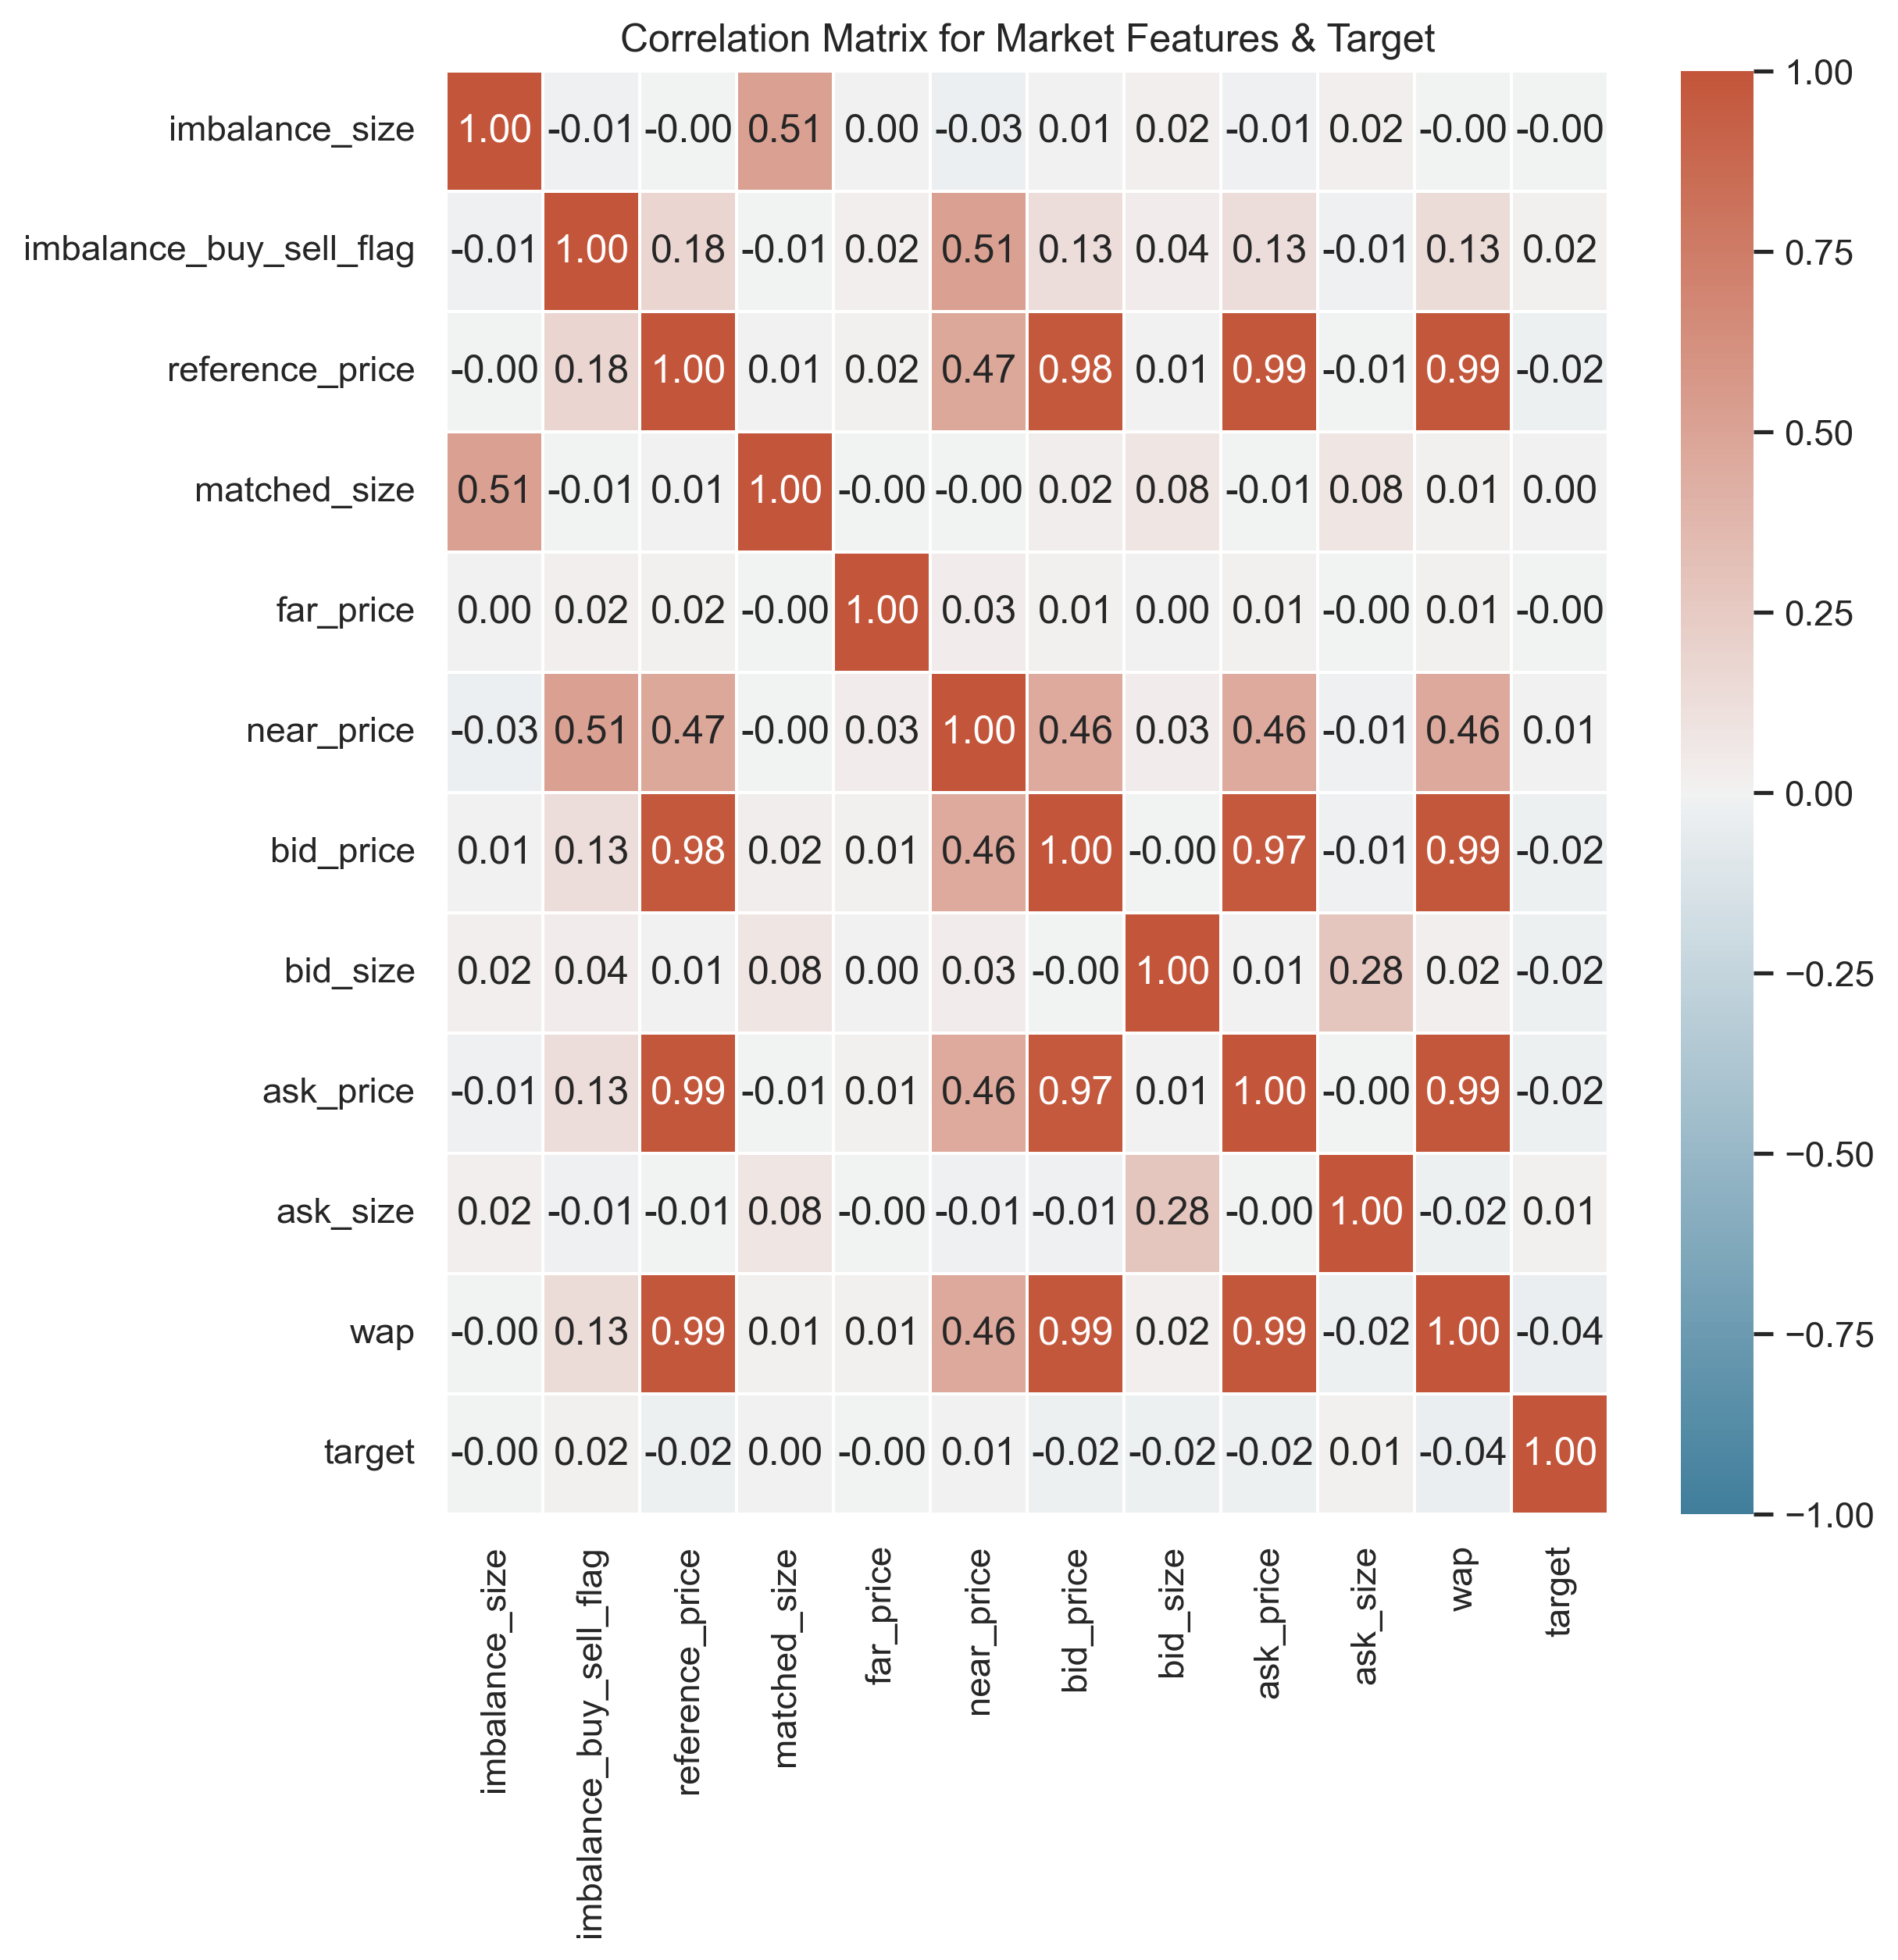 Correlation Matrix for Market Features & Target
imbalance_size 1.00 -0.01 -0.00 0.51 0.00 -0.03 0.01 0.02 -0.01 0.02 -0.00 -0.00
imbalance_buy_sell_flag -0.01 1.00 0.18 -0.01 0.02 0.51 0.13 0.04 0.13 -0.01 0.13 0.02
reference_price -0.00 0.18 1.00 0.01 0.02 0.47 0.98 0.01 0.99 -0.01 0.99 -0.02
matched_size 0.51 -0.01 0.01 1.00 -0.00 -0.00 0.02 0.08 -0.01 0.08 0.01 0.00
far_price 0.00 0.02 0.02 -0.00 1.00 0.03 0.01 0.00 0.01 -0.00 0.01 -0.00
near_price -0.03 0.51 0.47 -0.00 0.03 1.00 0.46 0.03 0.46 -0.01 0.46 0.01
bid_price 0.01 0.13 0.98 0.02 0.01 0.46 1.00 -0.00 0.97 -0.01 0.99 -0.02
bid_size 0.02 0.04 0.01 0.08 0.00 0.03 -0.00 1.00 0.01 0.28 0.02 -0.02
ask_price -0.01 0.13 0.99 -0.01 0.01 0.46 0.97 0.01 1.00 -0.00 0.99 -0.02
ask_size 0.02 -0.01 -0.01 0.08 -0.00 -0.01 -0.01 0.28 -0.00 1.00 -0.02 0.01
wap -0.00 0.13 0.99 0.01 0.01 0.46 0.99 0.02 0.99 -0.02 1.00 -0.04
target -0.00 0.02 -0.02 0.00 -0.00 0.01 -0.02 -0.02 -0.02 0.01 -0.04 1.00
imbalance_size
imbalance_buy_sell_flag
reference_price
matched_size
far_price
near_price
bid_price
bid_size
ask_price
ask_size
wap
target
1.00
0.75
0.50
0.25
0.00
−0.25
−0.50
−0.75
−1.00